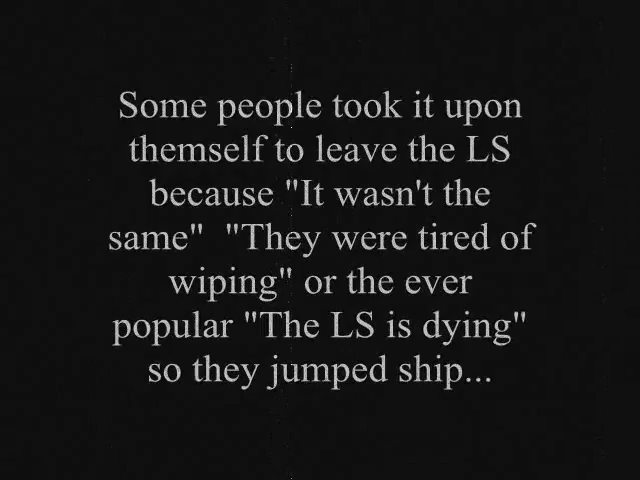 Some people took it upon
themself to leave the LS
because "It wasn't the
same"  "They were tired of
wiping" or the ever
popular "The LS is dying"
so they jumped ship...